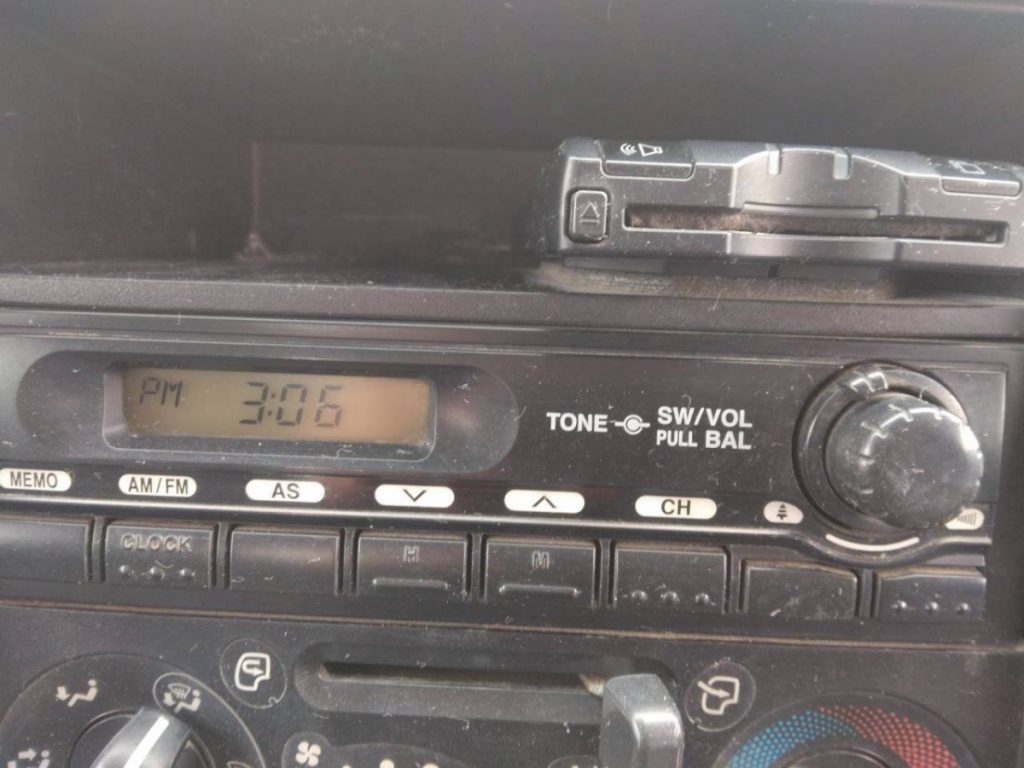 PM 3:06
TONE SW/VOL
PULL BAL
MEMO AM/FM AS CH
CLOCK H M